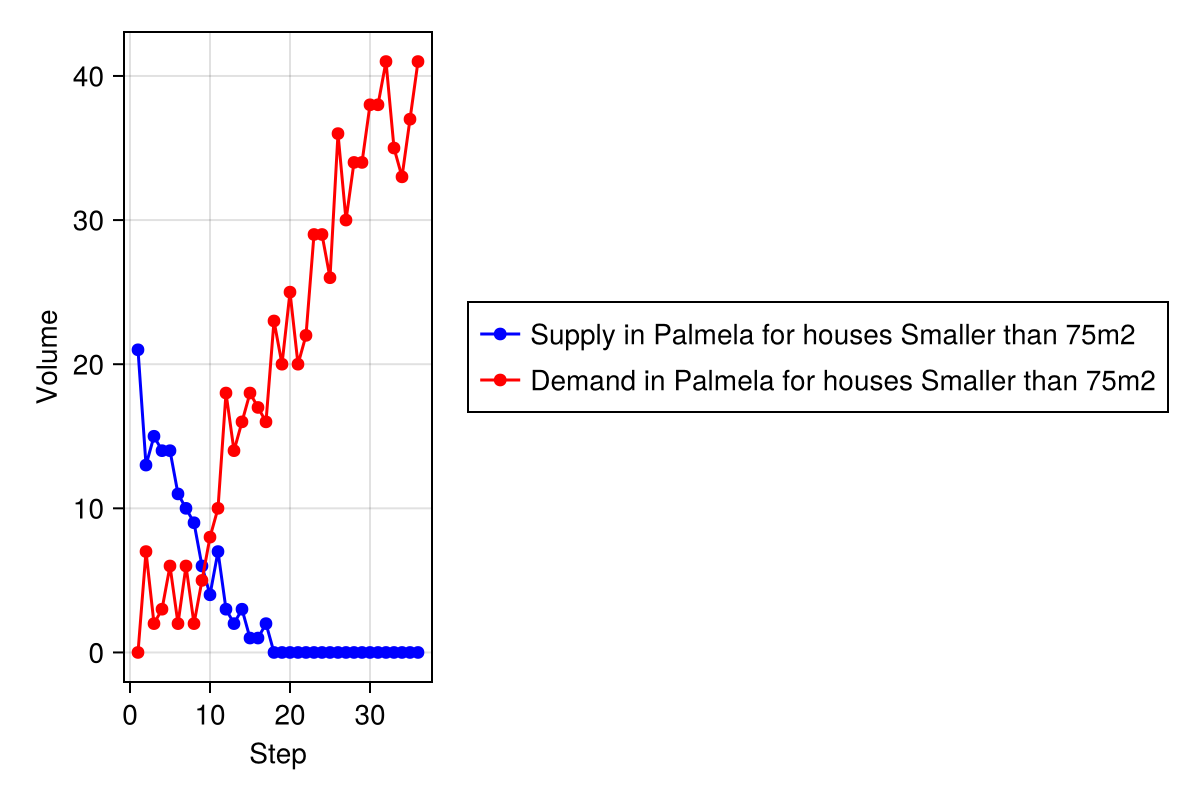 40
30
20
10
0
Volume
0 10 20 30
Step
Supply in Palmela for houses Smaller than 75m2
Demand in Palmela for houses Smaller than 75m2